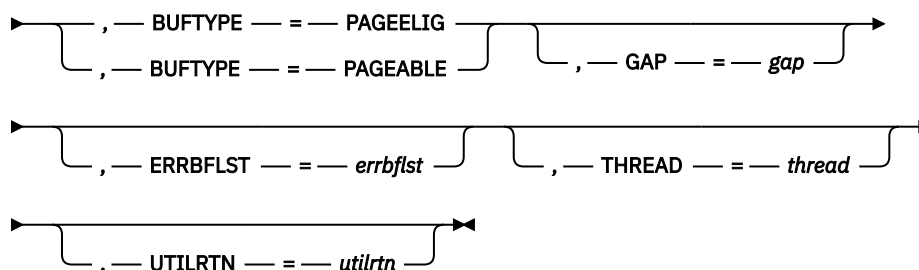 , BUFTYPE = PAGEELIG
, BUFTYPE = PAGEABLE
, GAP = gap
, ERRBFLST = errbflst
, THREAD = thread
, UTILRTN = utilrtn